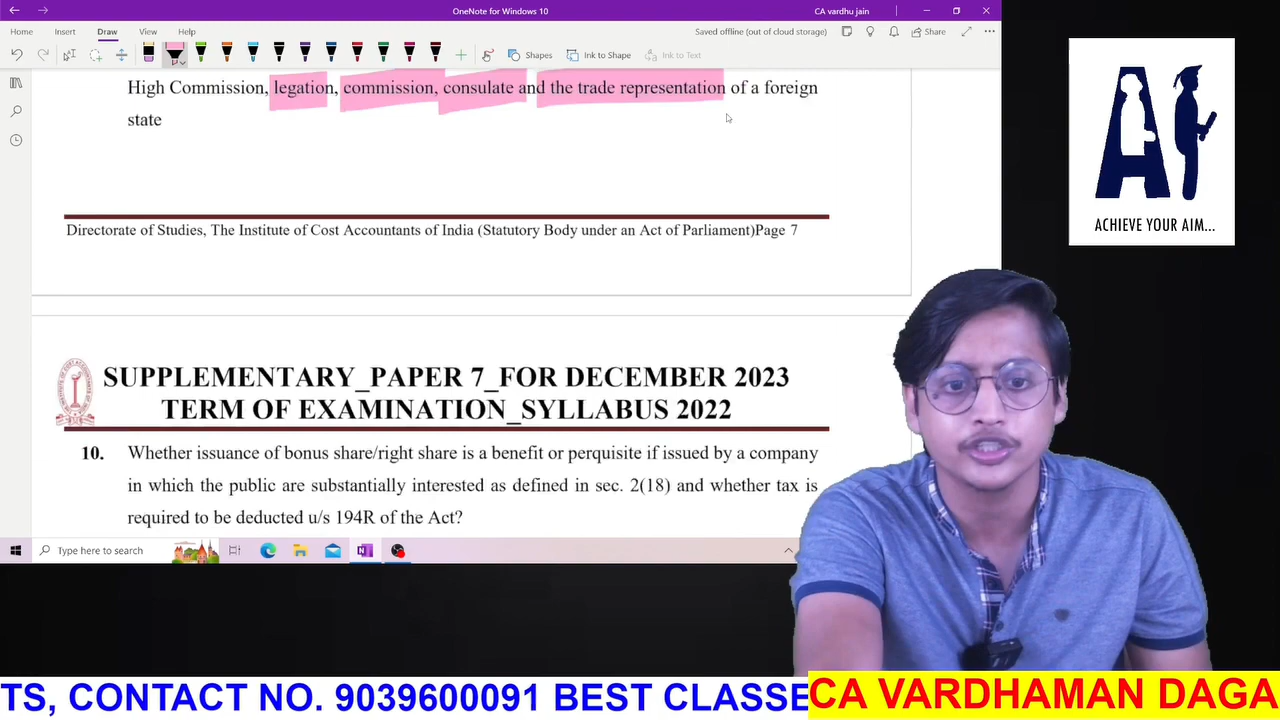 OneNote for Windows 10
CA vardhu jain
Home
Insert
Draw
View
Help
Saved offline (out of cloud storage)
Share
Shapes
Ink to Shape
Ink to Text
High Commission, legation, commission, consulate and the trade representation of a foreign
state
Directorate of Studies, The Institute of Cost Accountants of India (Statutory Body under an Act of Parliament)Page 7
SUPPLEMENTARY_PAPER 7_FOR DECEMBER 2023
TERM OF EXAMINATION_SYLLABUS 2022
10. Whether issuance of bonus share/right share is a benefit or perquisite if issued by a company
in which the public are substantially interested as defined in sec. 2(18) and whether tax is
required to be deducted u/s 194R of the Act?
Type here to search
ACHIEVE YOUR AIM...
TS, CONTACT NO. 9039600091 BEST CLASSE
CA VARDHAMAN DAGA